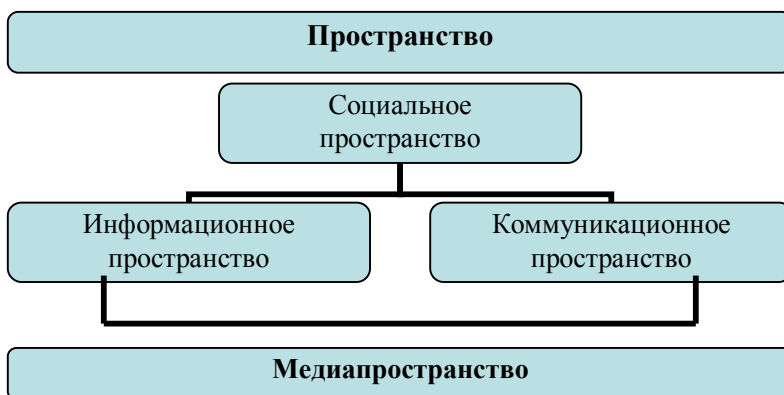 Пространство
Социальное
пространство
Информационное
пространство
Коммуникационное
пространство
Медиапространство